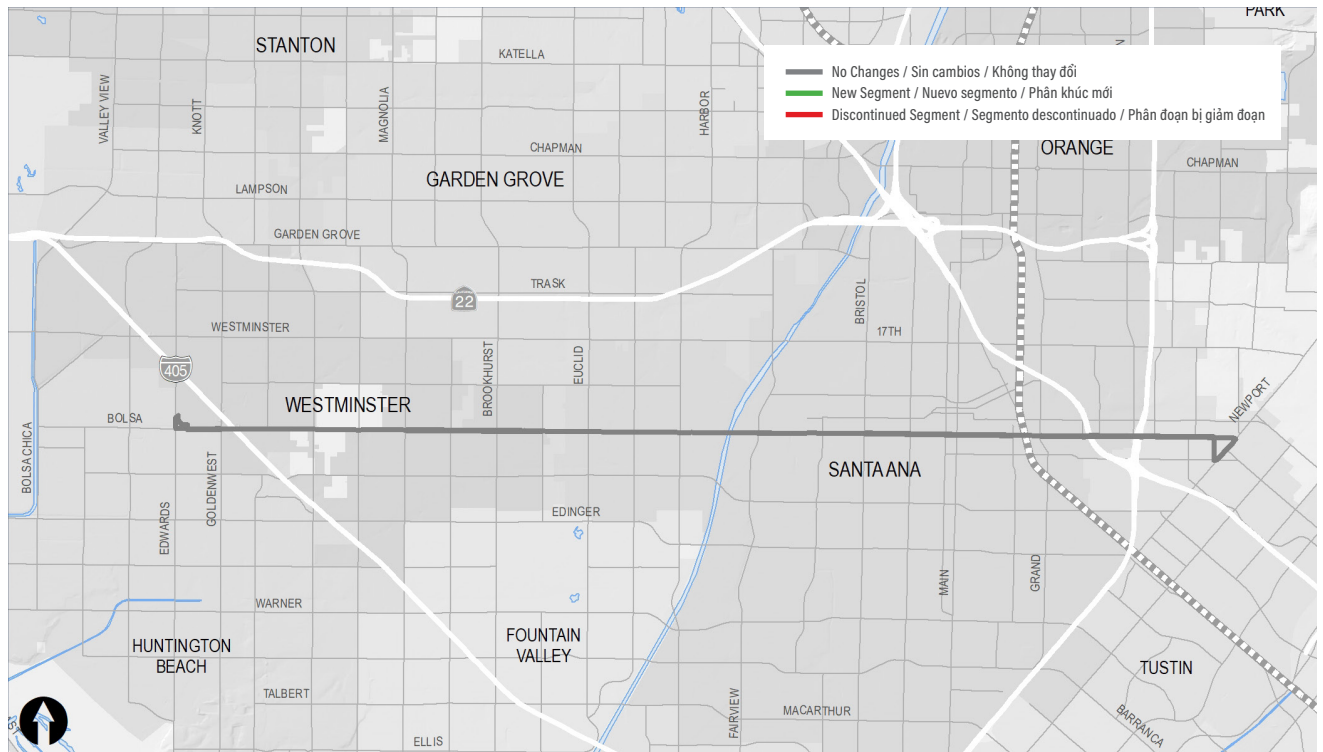 PARK
STANTON
KATELLA
No Changes / Sin cambios / Không thay đổi
New Segment / Nuevo segmento / Phân khúc mới
Discontinued Segment / Segmento descontinuado / Phân đoạn bị giảm đoạn
VALLEY VIEW
KNOTT
MAGNOLIA
HARBOR
CHAPMAN
ORANGE
CHAPMAN
LAMPSON
GARDEN GROVE
GARDEN GROVE
TRASK
22
BRISTOL
WESTMINSTER
17TH
405
BROOKHURST
EUCLID
WESTMINSTER
NEWPORT
BOLSA
BOLSA CHICA
GOLDENWEST
SANTA ANA
EDWARDS
EDINGER
MAIN
GRAND
WARNER
HUNTINGTON
BEACH
FOUNTAIN
VALLEY
TUSTIN
TALBERT
FAIRVIEW
MACARTHUR
BARRANCA
ELLIS